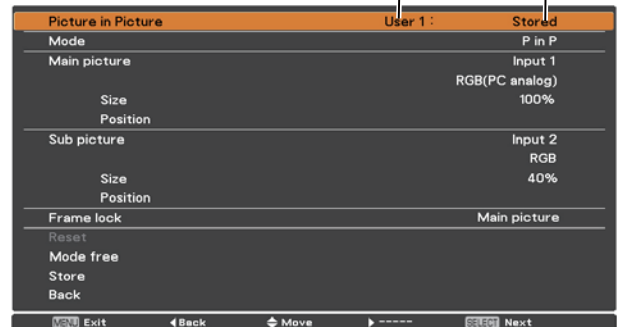 Picture in Picture User 1 : Stored
Mode P in P
Main picture Input 1
RGB(PC analog)
Size 100%
Position
Sub picture Input 2
RGB
Size 40%
Position
Frame lock Main picture
Reset
Mode free
Store
Back
MENU Exit ◀Back Move ▶----- SELECT Next